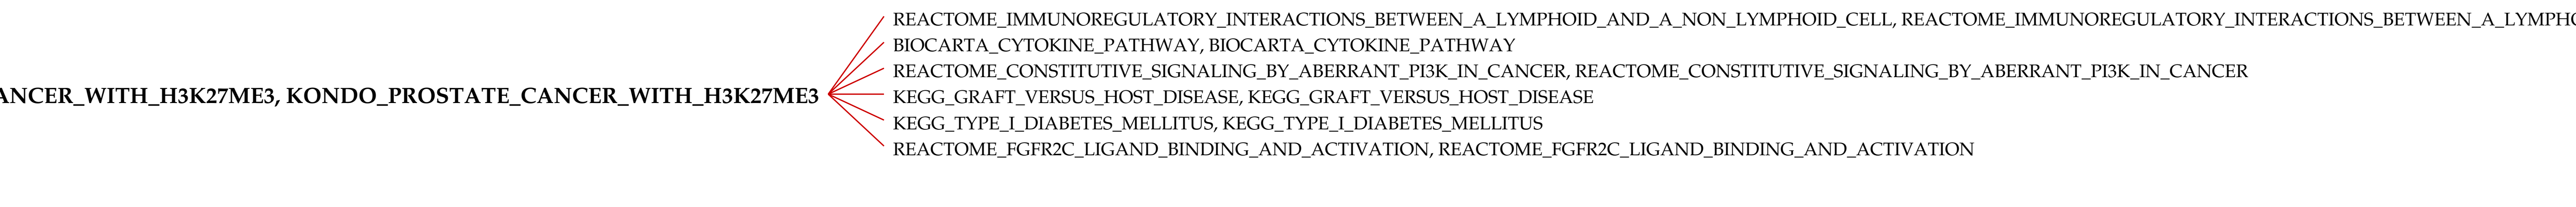 REACTOME_IMMUNOREGULATORY_INTERACTIONS_BETWEEN_A_LYMPHOID_AND_A_NON_LYMPHOID_CELL, REACTOME_IMMUNOREGULATORY_INTERACTIONS_BETWEEN_A_LYMPHO
BIOCARTA_CYTOKINE_PATHWAY, BIOCARTA_CYTOKINE_PATHWAY
REACTOME_CONSTITUTIVE_SIGNALING_BY_ABERRANT_PI3K_IN_CANCER, REACTOME_CONSTITUTIVE_SIGNALING_BY_ABERRANT_PI3K_IN_CANCER
ANCER_WITH_H3K27ME3, KONDO_PROSTATE_CANCER_WITH_H3K27ME3
KEGG_GRAFT_VERSUS_HOST_DISEASE, KEGG_GRAFT_VERSUS_HOST_DISEASE
KEGG_TYPE_I_DIABETES_MELLITUS, KEGG_TYPE_I_DIABETES_MELLITUS
REACTOME_FGFR2C_LIGAND_BINDING_AND_ACTIVATION, REACTOME_FGFR2C_LIGAND_BINDING_AND_ACTIVATION